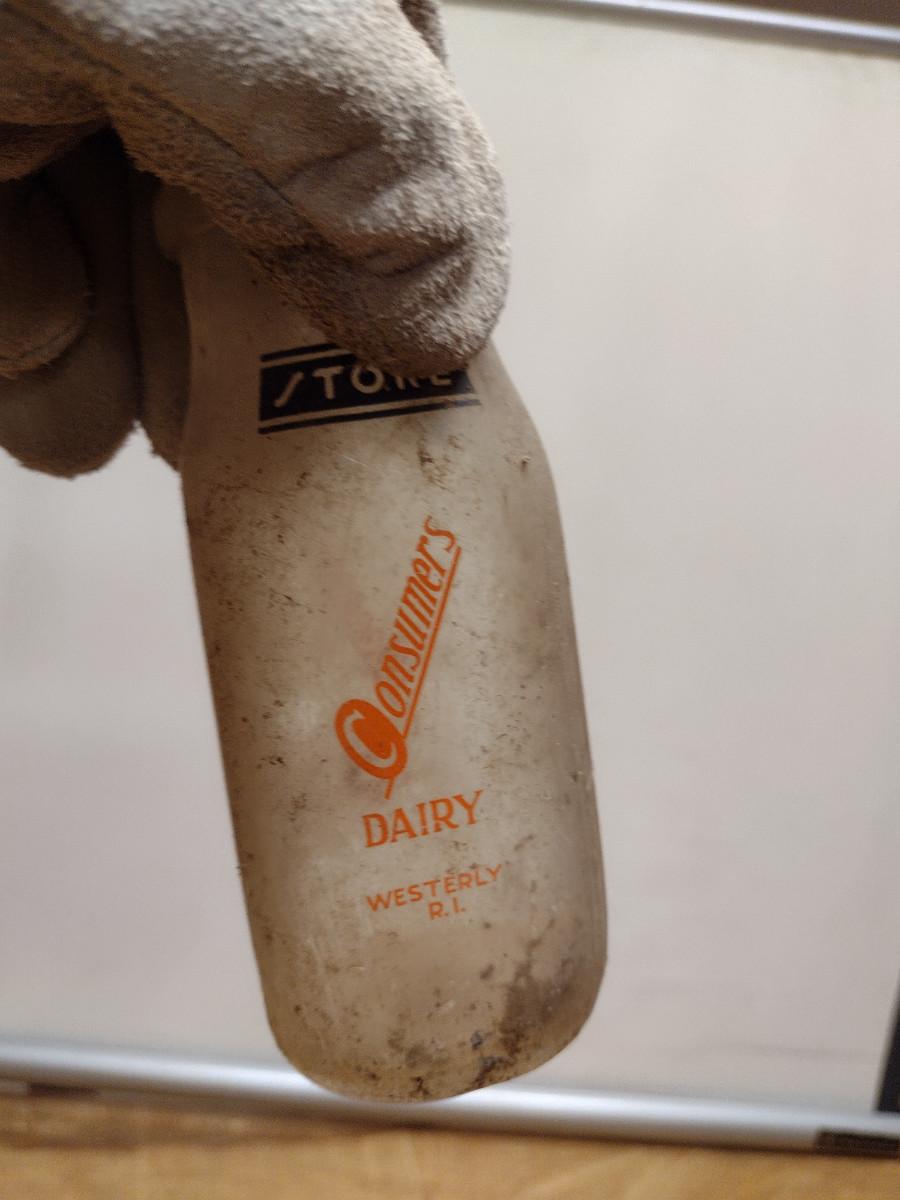 STORE
Consumers
DAIRY
WESTERLY
R.I.